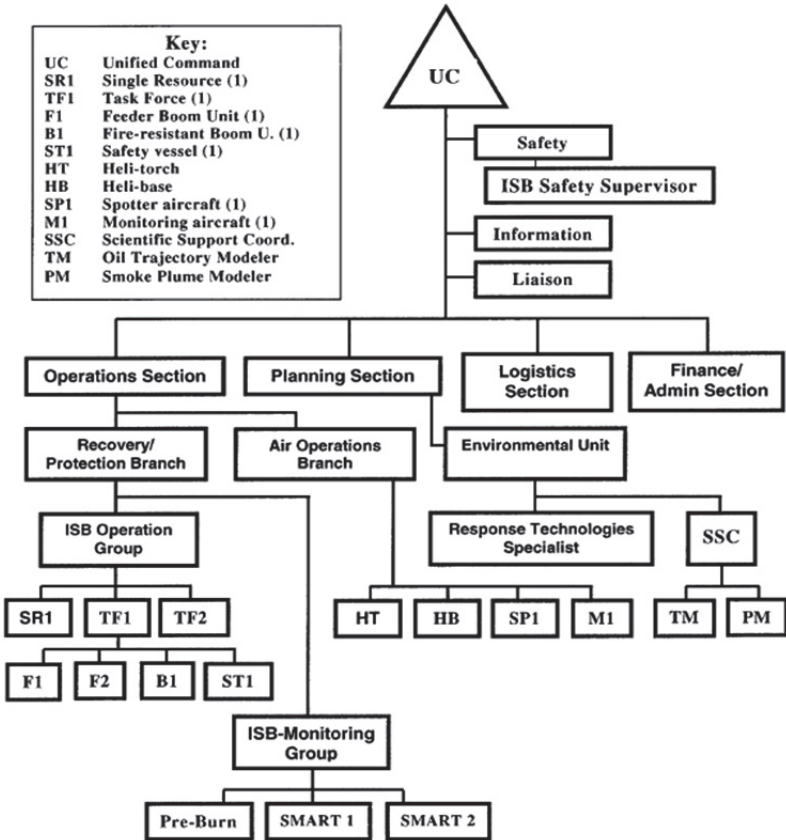 Key:
UC Unified Command
SR1 Single Resource (1)
TF1 Task Force (1)
F1 Feeder Boom Unit (1)
B1 Fire-resistant Boom U. (1)
ST1 Safety vessel (1)
HT Heli-torch
HB Heli-base
SP1 Spotter aircraft (1)
M1 Monitoring aircraft (1)
SSC Scientific Support Coord.
TM Oil Trajectory Modeler
PM Smoke Plume Modeler
UC
Safety
ISB Safety Supervisor
Information
Liaison
Operations Section
Planning Section
Logistics
Section
Finance/
Admin Section
Recovery/
Protection Branch
Air Operations
Branch
Environmental Unit
ISB Operation
Group
Response Technologies
Specialist
SSC
SR1
TF1
TF2
HT
HB
SP1
M1
TM
PM
F1
F2
B1
ST1
ISB-Monitoring
Group
Pre-Burn
SMART 1
SMART 2